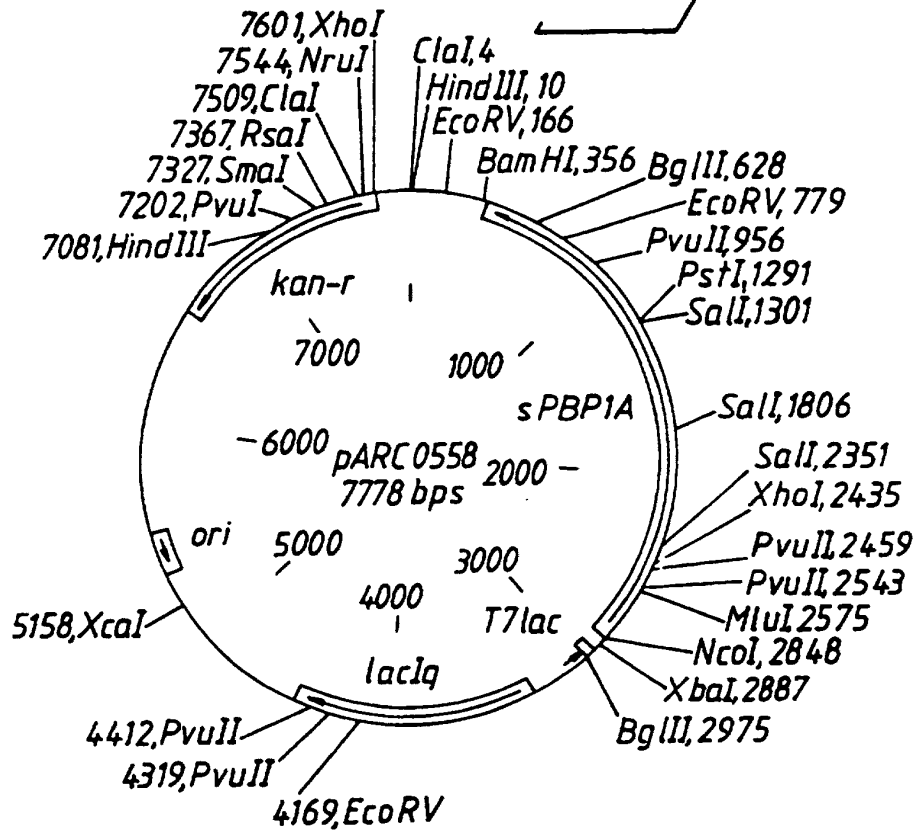 7601,XhoI
7544,NruI
7509,ClaI
7367,RsaI
7327,SmaI
7202,PvuI
7081,HindIII
ClaI,4
HindIII,10
EcoRV,166
BamHI,356
BglII,628
EcoRV,779
PvuII,956
PstI,1291
SalI,1301
SalI,1806
SalI,2351
XhoI,2435
PvuII,2459
PvuII,2543
MluI,2575
NcoI,2848
XbaI,2887
BglII,2975
kan-r
7000
1000
sPBP1A
6000
pARC0558
7778 bps
2000
ori
5000
4000
3000
T7lac
lacIq
5158,XcaI
4412,PvuII
4319,PvuII
4169,EcoRV